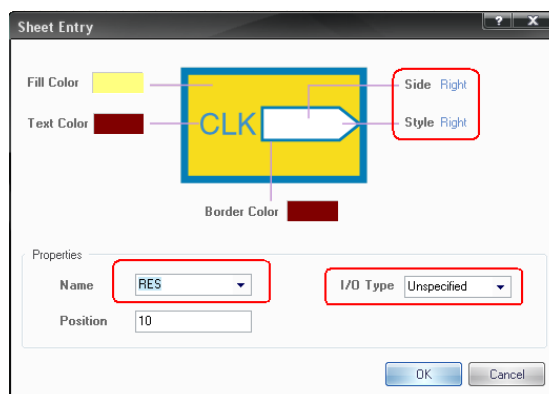 Sheet Entry
? X
Fill Color
Side Right
Text Color
CLK
Style Right
Border Color
Properties
Name RES
I/O Type Unspecified
Position 10
OK Cancel